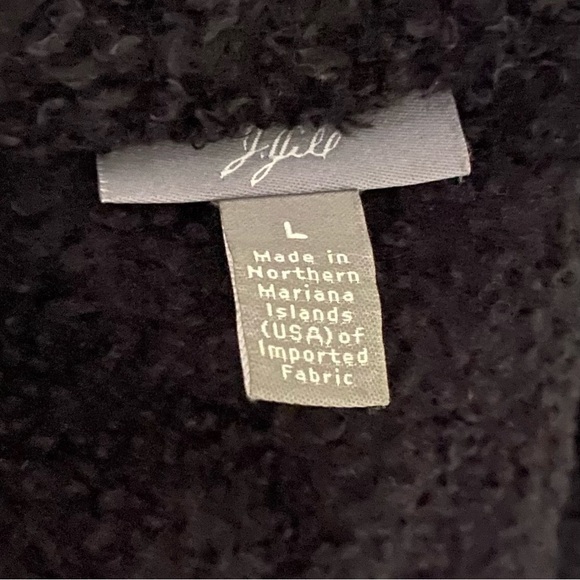 J.Jill
L
Made in
Northern
Mariana
Islands
(USA) of
Imported
Fabric